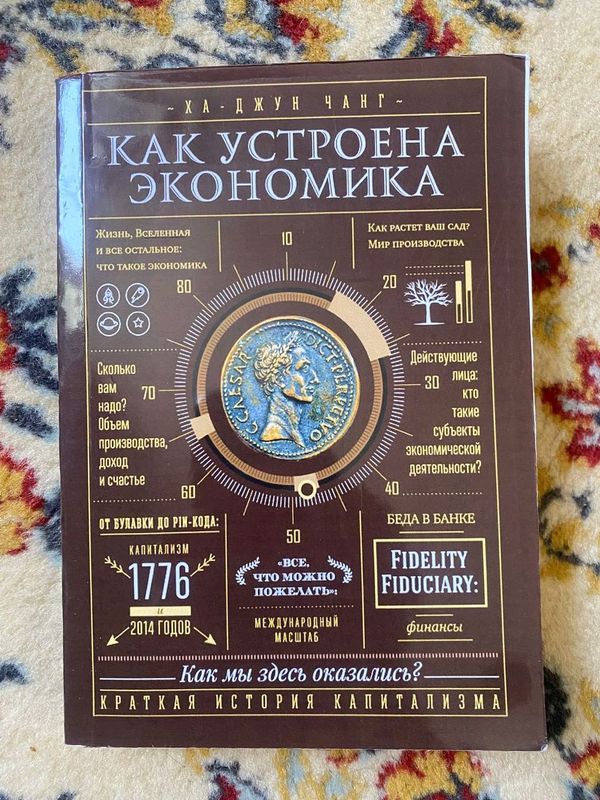 ~ ХА-ДЖУН ЧАНГ ~
КАК УСТРОЕНА
ЭКОНОМИКА
Жизнь, Вселенная
и все остальное:
что такое экономика
Как растет ваш сад?
Мир производства
10
20
30
40
50
60
70
80
C CAESAR DICT PERPETVO
Сколько
вам
надо?
Объем
производства,
доход
и счастье
Действующие
лица:
кто
такие
субъекты
экономической
деятельности?
ОТ БУЛАВКИ ДО PIN-КОДА:
КАПИТАЛИЗМ
1776
и
2014 ГОДОВ
«ВСЕ,
ЧТО МОЖНО
ПОЖЕЛАТЬ»:
МЕЖДУНАРОДНЫЙ
МАСШТАБ
БЕДА В БАНКЕ
FIDELITY
FIDUCIARY:
финансы
Как мы здесь оказались?
КРАТКАЯ ИСТОРИЯ КАПИТАЛИЗМА